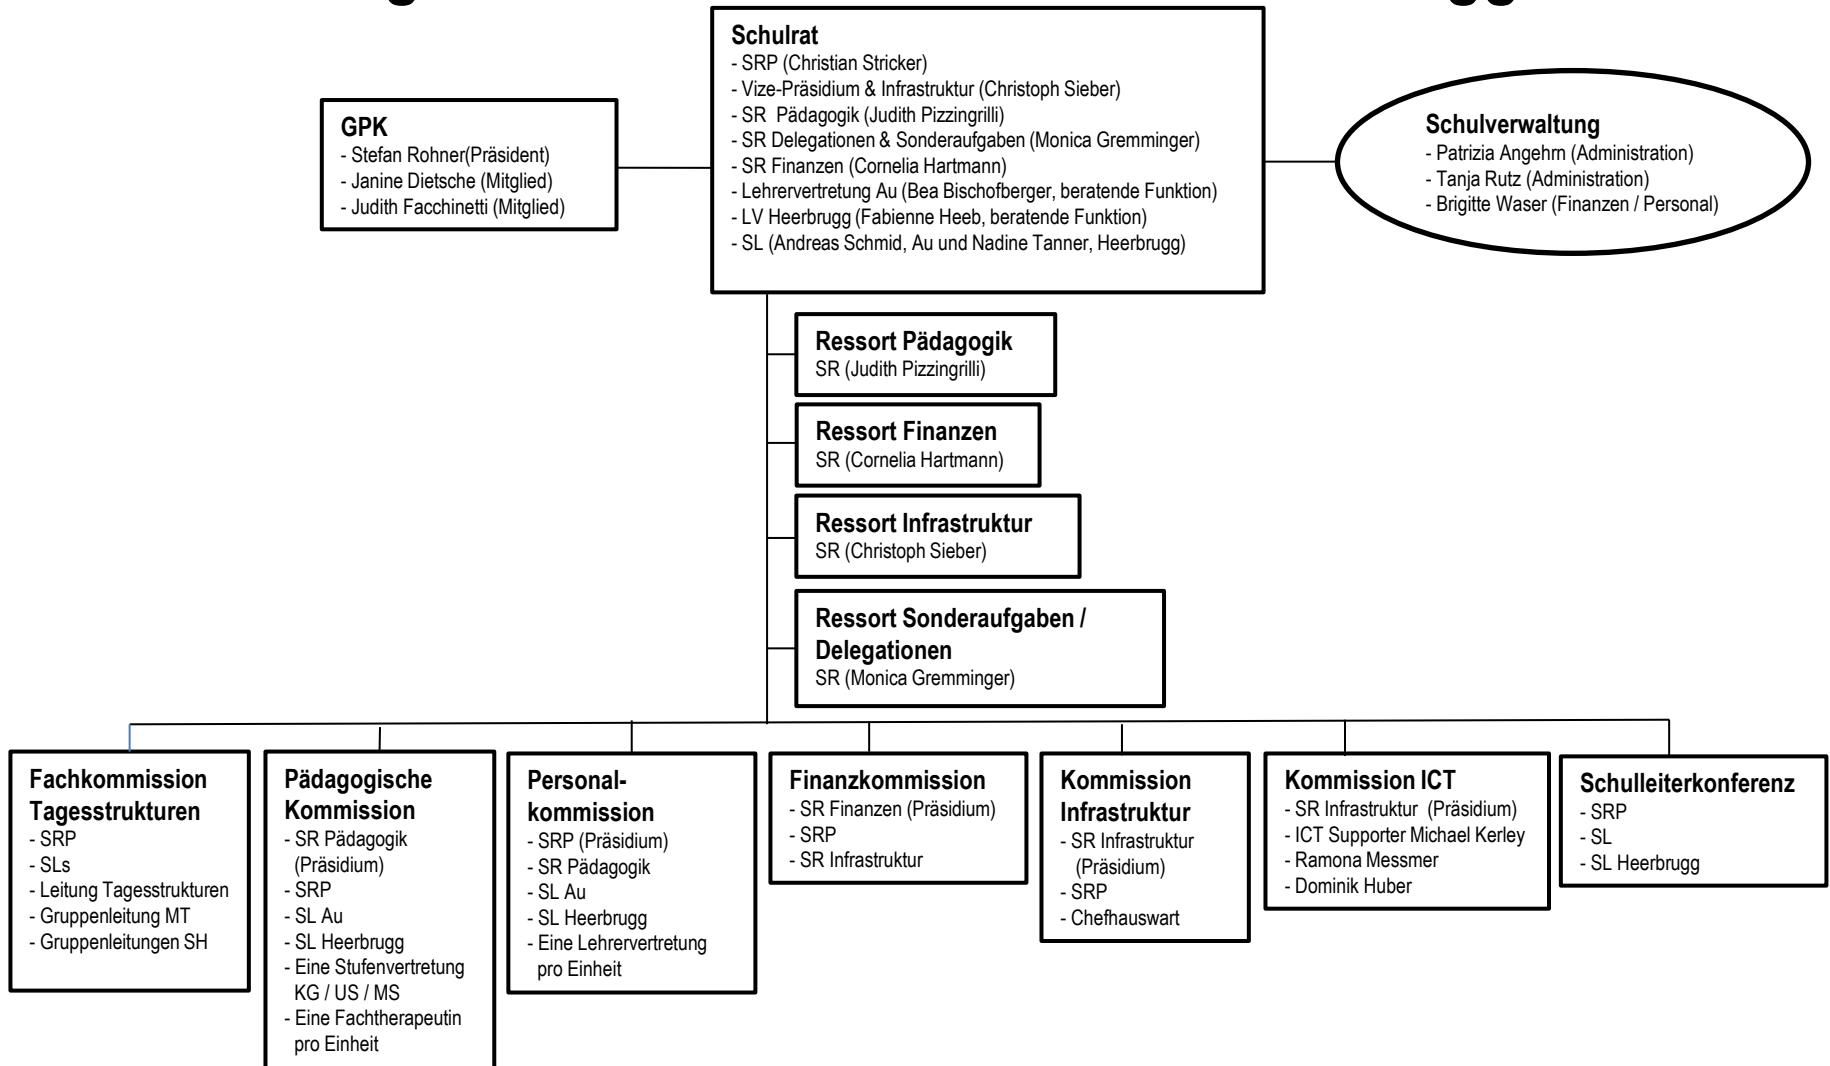 Schulrat
- SRP (Christian Stricker)
- Vize-Präsidium & Infrastruktur (Christoph Sieber)
- SR  Pädagogik (Judith Pizzingrilli)
- SR Delegationen & Sonderaufgaben (Monica Gremminger)
- SR Finanzen (Cornelia Hartmann)
- Lehrervertretung Au (Bea Bischofberger, beratende Funktion)
- LV Heerbrugg (Fabienne Heeb, beratende Funktion)
- SL (Andreas Schmid, Au und Nadine Tanner, Heerbrugg)
GPK
- Stefan Rohner(Präsident)
- Janine Dietsche (Mitglied)
- Judith Facchinetti (Mitglied)
Schulverwaltung
- Patrizia Angehrn (Administration)
- Tanja Rutz (Administration)
- Brigitte Waser (Finanzen / Personal)
Ressort Pädagogik
SR (Judith Pizzingrilli)
Ressort Finanzen
SR (Cornelia Hartmann)
Ressort Infrastruktur
SR (Christoph Sieber)
Ressort Sonderaufgaben /
Delegationen
SR (Monica Gremminger)
Fachkommission
Tagesstrukturen
- SRP
- SLs
- Leitung Tagesstrukturen
- Gruppenleitung MT
- Gruppenleitungen SH
Pädagogische
Kommission
- SR Pädagogik
(Präsidium)
- SRP
- SL Au
- SL Heerbrugg
- Eine Stufenvertretung
KG / US / MS
- Eine Fachtherapeutin
pro Einheit
Personal-
kommission
- SRP (Präsidium)
- SR Pädagogik
- SL Au
- SL Heerbrugg
- Eine Lehrervertretung
pro Einheit
Finanzkommission
- SR Finanzen (Präsidium)
- SRP
- SR Infrastruktur
Kommission
Infrastruktur
- SR Infrastruktur
(Präsidium)
- SRP
- Chefhauswart
Kommission ICT
- SR Infrastruktur  (Präsidium)
- ICT Supporter Michael Kerley
- Ramona Messmer
- Dominik Huber
Schulleiterkonferenz
- SRP
- SL
- SL Heerbrugg